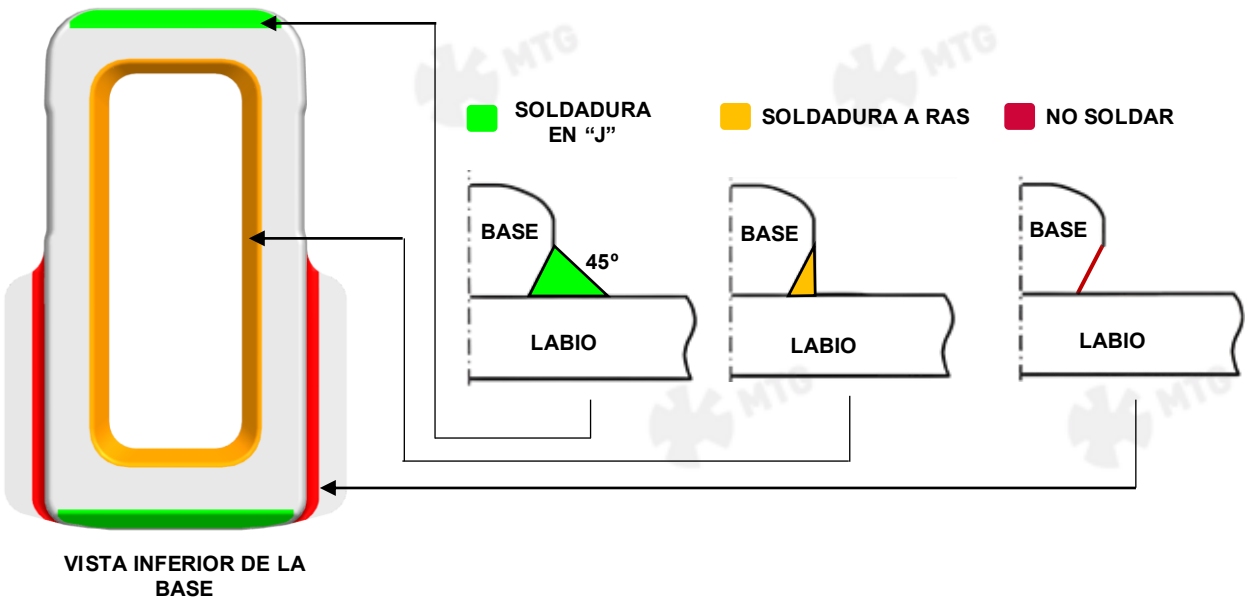 MTG
MTG
SOLDADURA
EN “J”
SOLDADURA A RAS
NO SOLDAR
BASE
45º
LABIO
BASE
LABIO
BASE
LABIO
MTG
MTG
VISTA INFERIOR DE LA
BASE